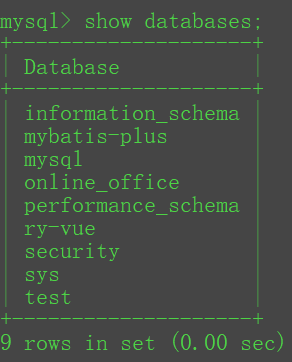 mysql> show databases;
+--------------------+
| Database           |
+--------------------+
| information_schema |
| mybatis-plus       |
| mysql              |
| online_office      |
| performance_schema |
| ry-vue             |
| security           |
| sys                |
| test               |
+--------------------+
9 rows in set (0.00 sec)